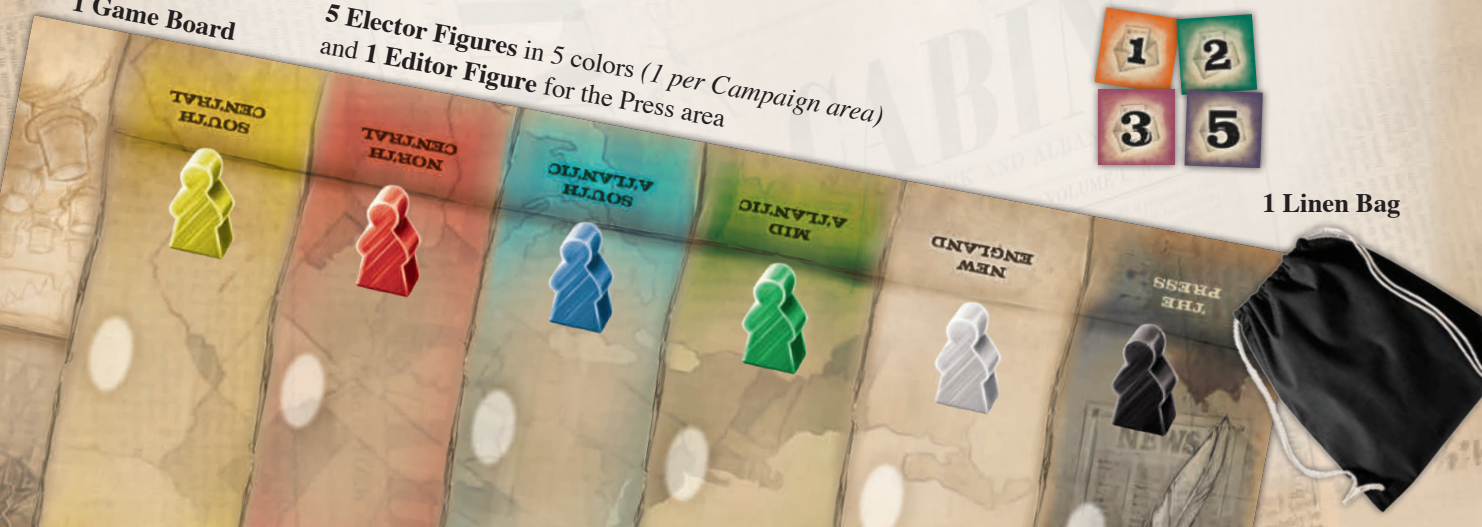 1 Game Board
5 Elector Figures in 5 colors (1 per Campaign area)
and 1 Editor Figure for the Press area
1 2
3 5
1 Linen Bag
SOUTH
CENTRAL
NORTH
CENTRAL
SOUTH
ATLANTIC
MID
ATLANTIC
NEW
ENGLAND
THE
PRESS
NEWS
CABIN